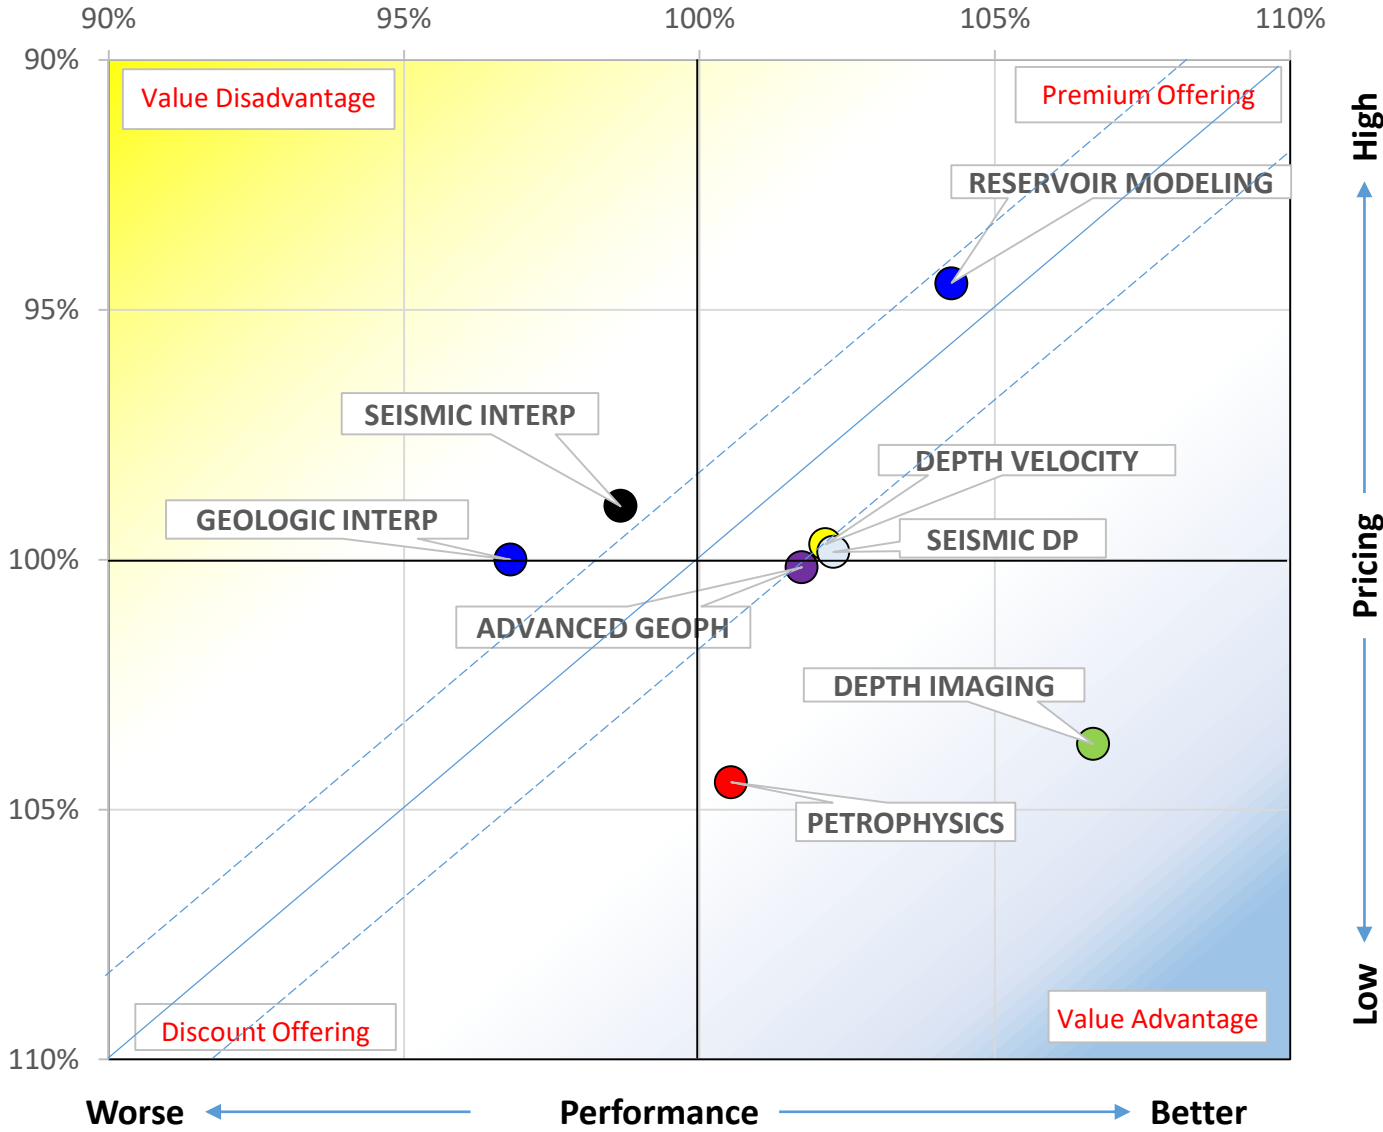 90%
95%
100%
105%
110%
90%
Value Disadvantage
Premium Offering
High
RESERVOIR MODELING
95%
SEISMIC INTERP
DEPTH VELOCITY
GEOLOGIC INTERP
SEISMIC DP
100%
Pricing
ADVANCED GEOPH
DEPTH IMAGING
105%
PETROPHYSICS
Low
Discount Offering
Value Advantage
110%
Worse
Performance
Better